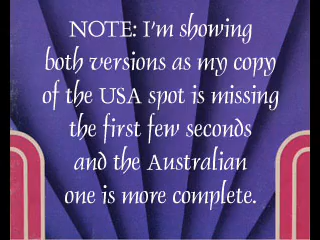 NOTE: I'm showing
both versions as my copy
of the USA spot is missing
the first few seconds
and the Australian
one is more complete.